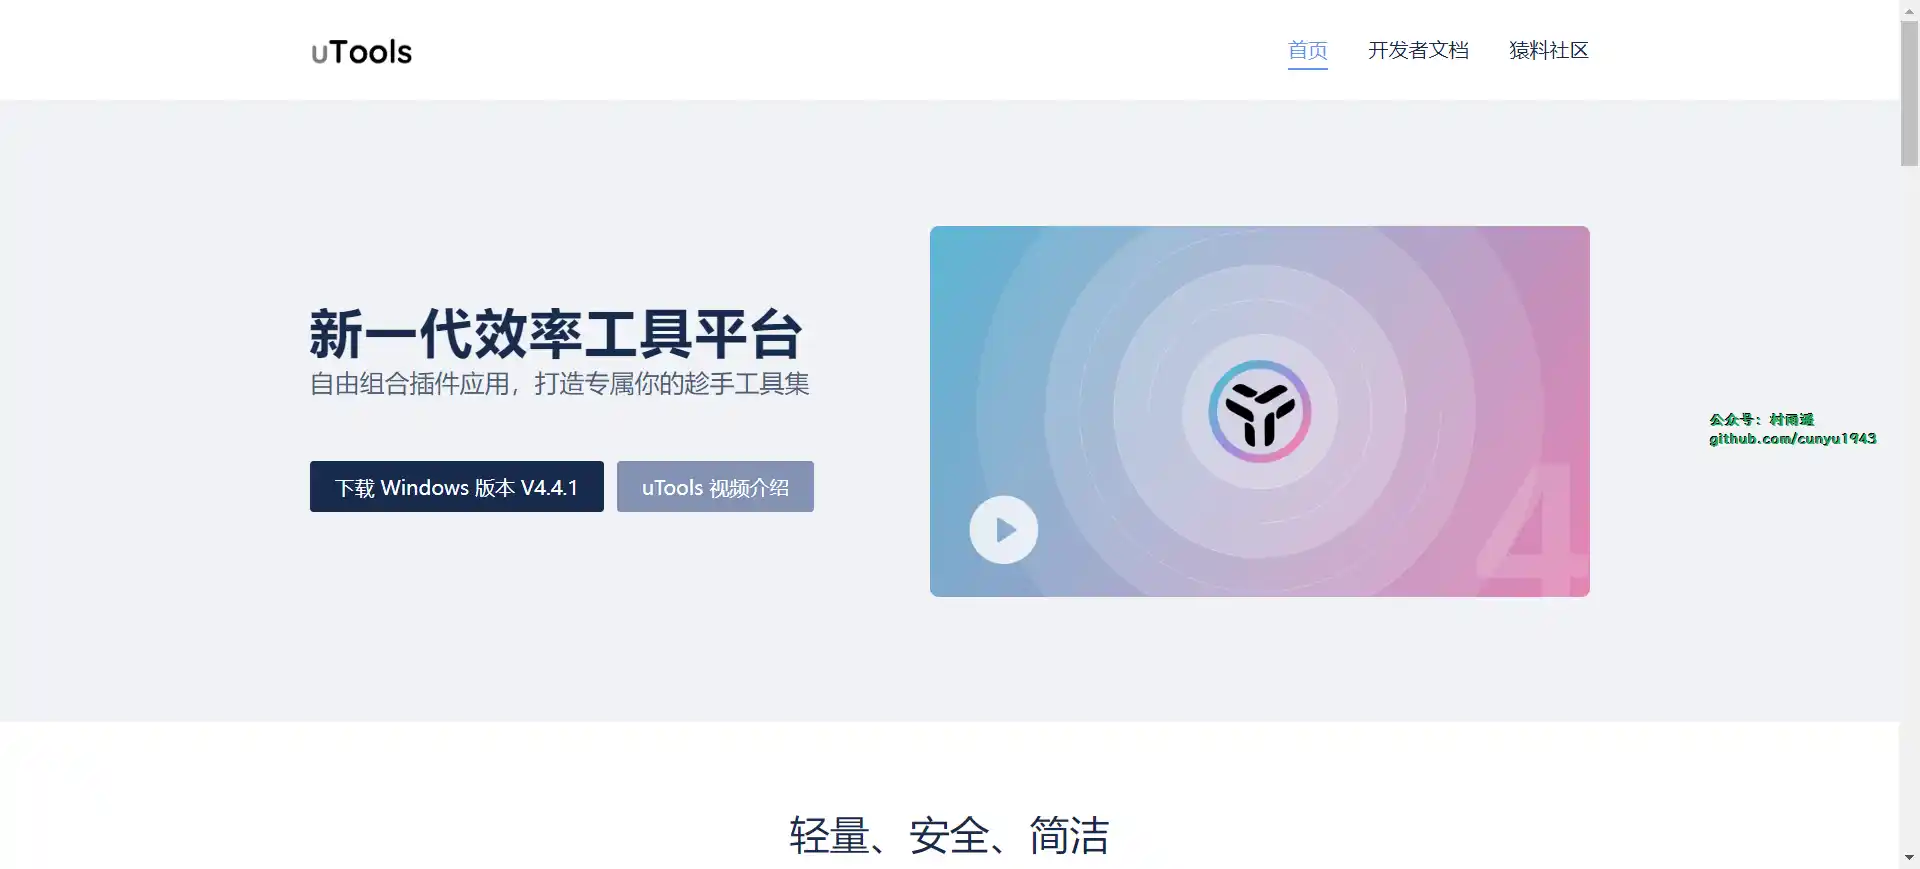 uTools
首页
开发者文档
猿料社区
新一代效率工具平台
自由组合插件应用，打造专属你的趁手工具集
下载 Windows 版本 V4.4.1
uTools 视频介绍
4
公众号：村雨遥
github.com/cunyu1943
轻量、安全、简洁